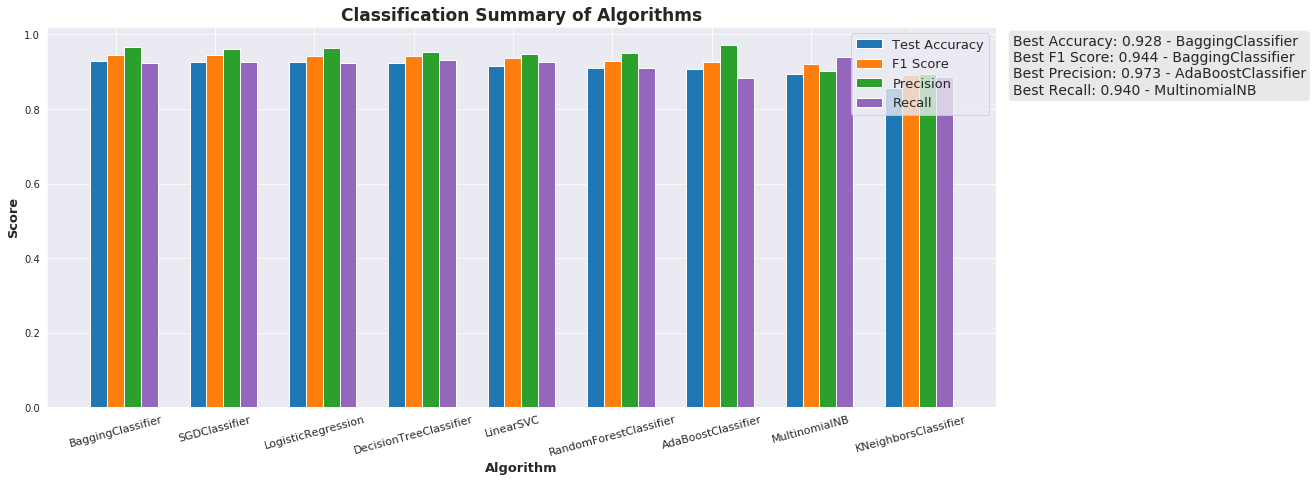 Classification Summary of Algorithms
1.0
0.8
0.6
0.4
0.2
0.0
Score
Test Accuracy
F1 Score
Precision
Recall
Best Accuracy: 0.928 - BaggingClassifier
Best F1 Score: 0.944 - BaggingClassifier
Best Precision: 0.973 - AdaBoostClassifier
Best Recall: 0.940 - MultinomialNB
BaggingClassifier
SGDClassifier
LogisticRegression
DecisionTreeClassifier
LinearSVC
RandomForestClassifier
AdaBoostClassifier
MultinomialNB
KNeighborsClassifier
Algorithm